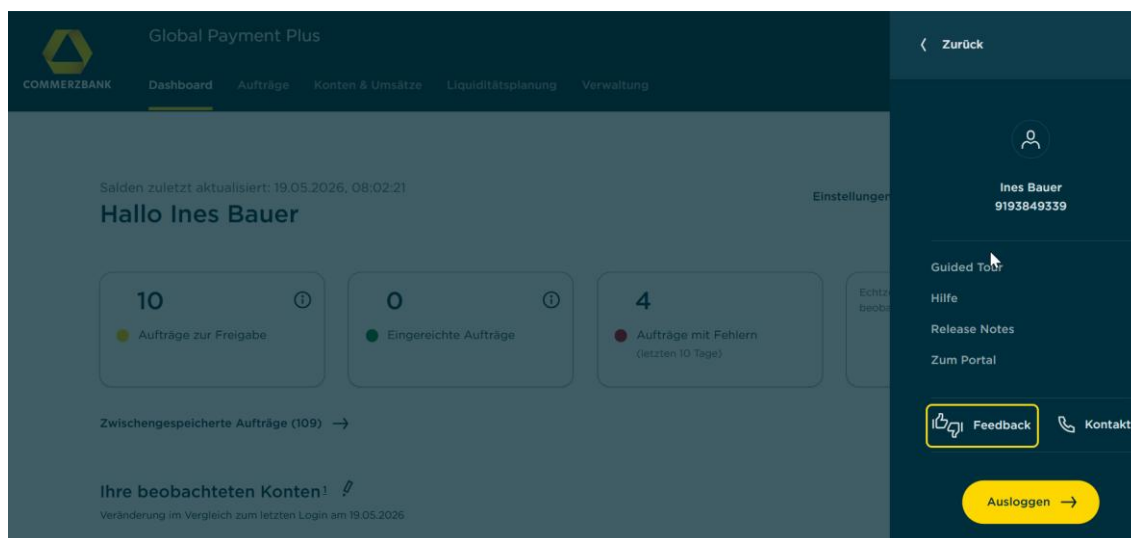 Global Payment Plus
COMMERZBANK
Dashboard Aufträge Konten & Umsätze Liquiditätsplanung Verwaltung
Salden zuletzt aktualisiert: 19.05.2026, 08:02:21
Hallo Ines Bauer
Einstellungen
10
Aufträge zur Freigabe
0
Eingereichte Aufträge
4
Aufträge mit Fehlern
(letzten 10 Tage)
Zwischengespeicherte Aufträge (109) →
Ihre beobachteten Konten¹
Veränderung im Vergleich zum letzten Login am 19.05.2026
Zurück
Ines Bauer
9193849339
Guided Tour
Hilfe
Release Notes
Zum Portal
Feedback Kontakt
Ausloggen →